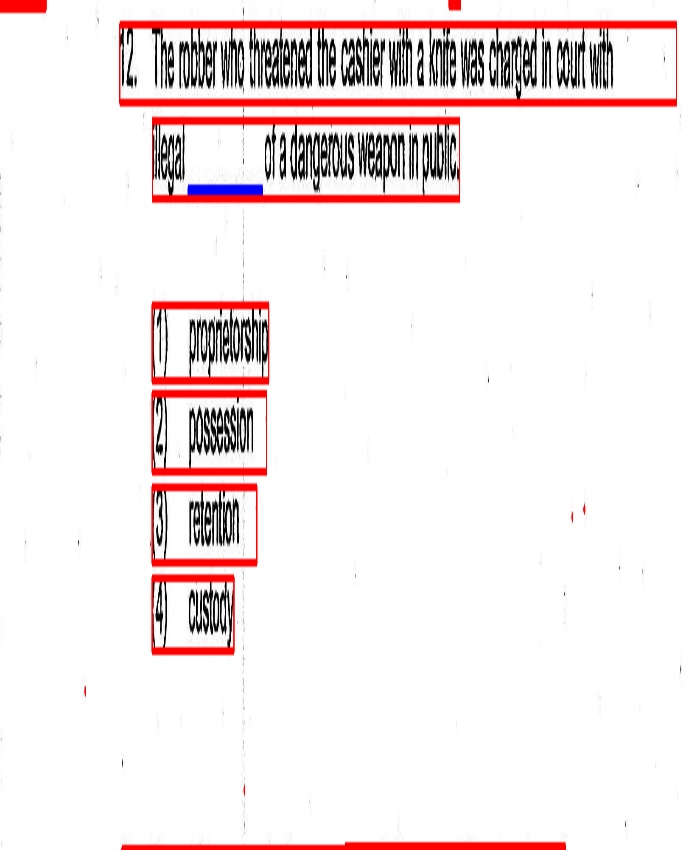 12. The robber who threatened the cashier with a knife was charged in court with
illegal ______ of a dangerous weapon in public.
(1) proprietorship
(2) possession
(3) retention
(4) custody